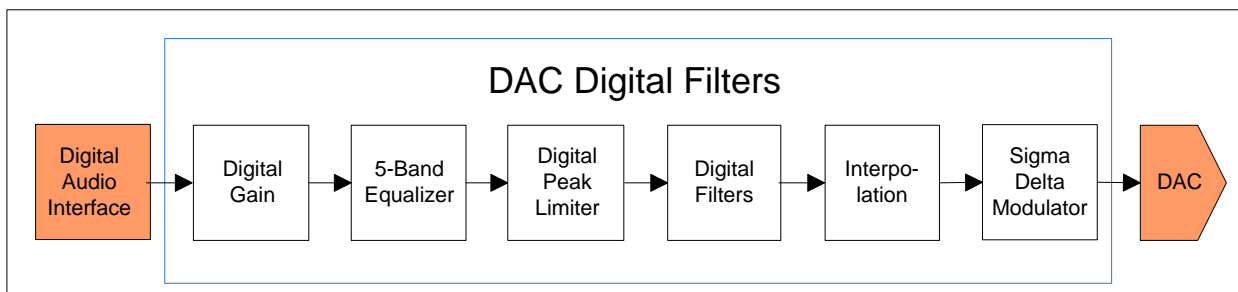 DAC Digital Filters
Digital
Audio
Interface
Digital
Gain
5-Band
Equalizer
Digital
Peak
Limiter
Digital
Filters
Interpo-
lation
Sigma
Delta
Modulator
DAC